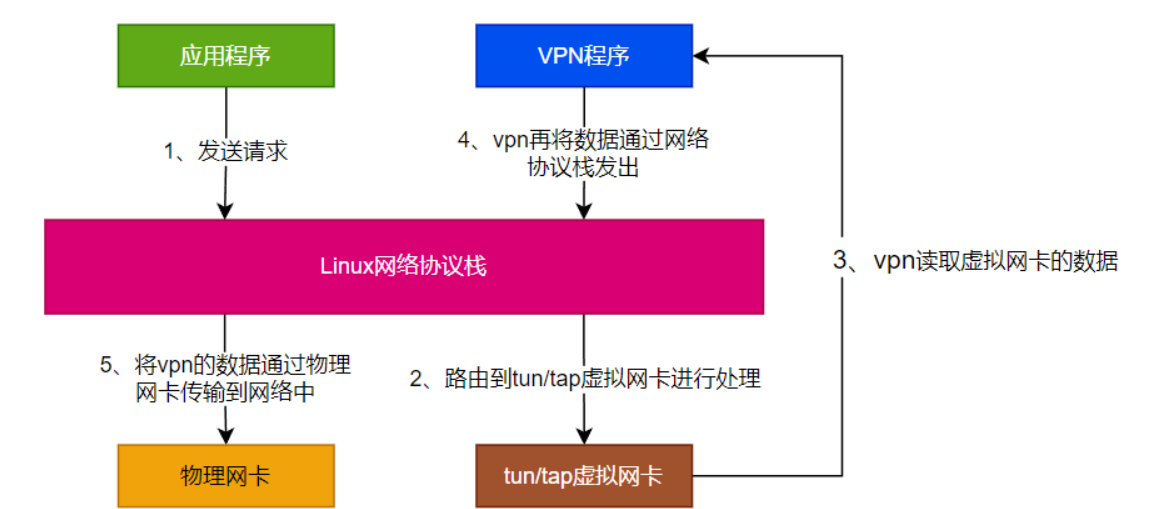 应用程序
VPN程序
1、发送请求
4、vpn再将数据通过网络
协议栈发出
Linux网络协议栈
3、vpn读取虚拟网卡的数据
5、将vpn的数据通过物理
网卡传输到网络中
2、路由到tun/tap虚拟网卡进行处理
物理网卡
tun/tap虚拟网卡